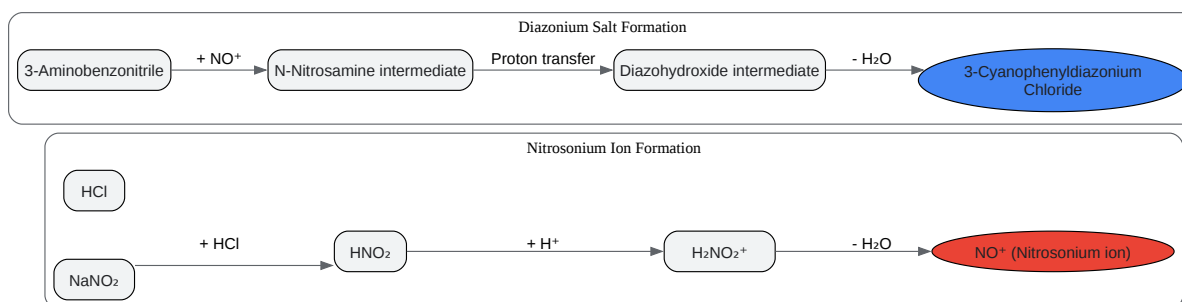 Diazonium Salt Formation
3-Aminobenzonitrile
+ NO⁺
N-Nitrosamine intermediate
Proton transfer
Diazohydroxide intermediate
- H₂O
3-Cyanophenyldiazonium
Chloride
Nitrosonium Ion Formation
HCl
NaNO₂
+ HCl
HNO₂
+ H⁺
H₂NO₂⁺
- H₂O
NO⁺ (Nitrosonium ion)